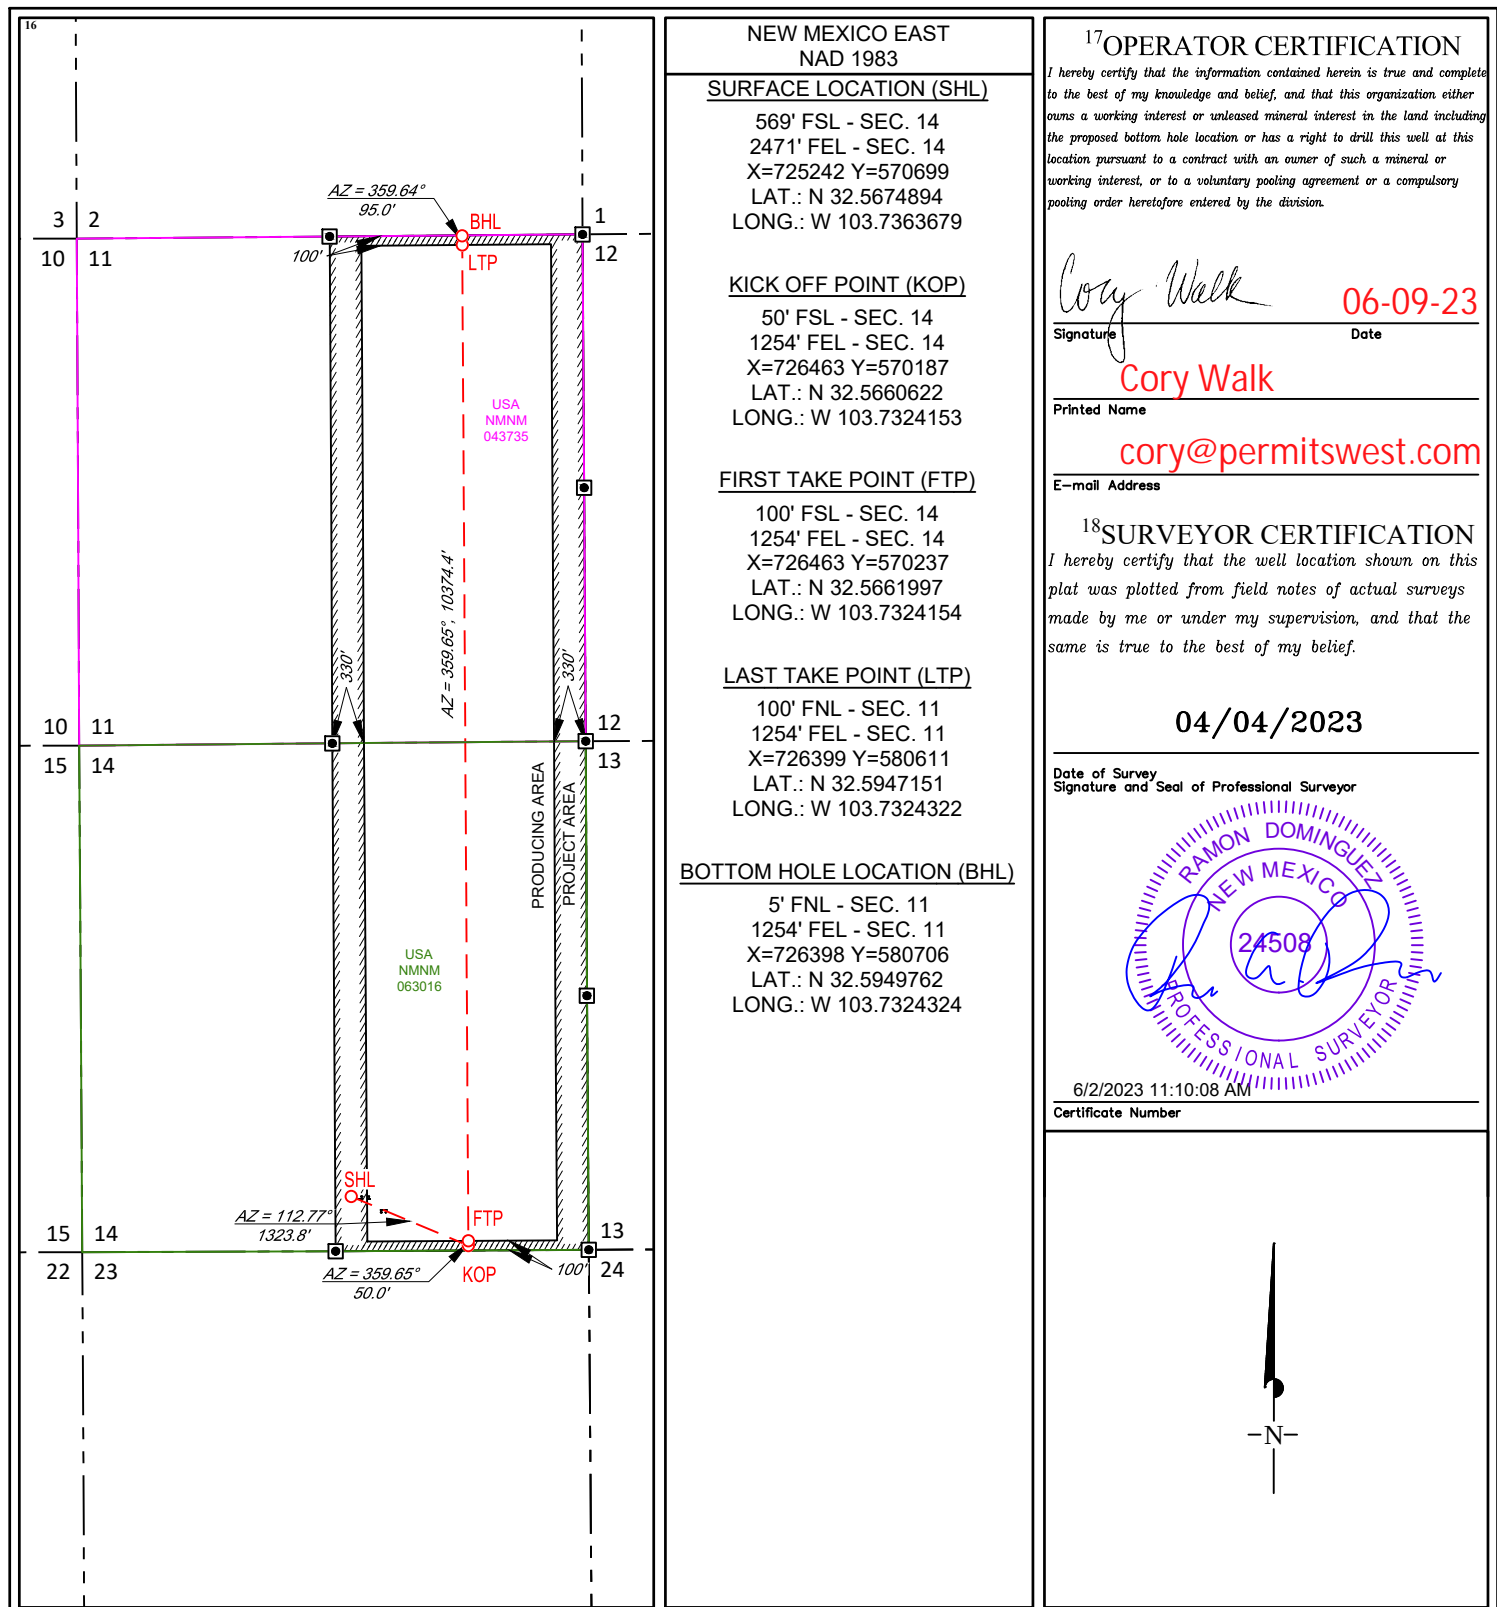 16
AZ = 359.64°
95.0'
3 2
BHL
1
10 11
100'
LTP
12
USA
NMNM
043735
AZ = 359.65°, 10374.4'
330'
330'
10 11
12
15 14
13
PRODUCING AREA
PROJECT AREA
USA
NMNM
063016
SHL
AZ = 112.77°
1323.8'
FTP
15 14
13
22 23
AZ = 359.65°
50.0'
KOP
100'
24
NEW MEXICO EAST
NAD 1983
SURFACE LOCATION (SHL)
569' FSL - SEC. 14
2471' FEL - SEC. 14
X=725242 Y=570699
LAT.: N 32.5674894
LONG.: W 103.7363679
KICK OFF POINT (KOP)
50' FSL - SEC. 14
1254' FEL - SEC. 14
X=726463 Y=570187
LAT.: N 32.5660622
LONG.: W 103.7324153
FIRST TAKE POINT (FTP)
100' FSL - SEC. 14
1254' FEL - SEC. 14
X=726463 Y=570237
LAT.: N 32.5661997
LONG.: W 103.7324154
LAST TAKE POINT (LTP)
100' FNL - SEC. 11
1254' FEL - SEC. 11
X=726399 Y=580611
LAT.: N 32.5947151
LONG.: W 103.7324322
BOTTOM HOLE LOCATION (BHL)
5' FNL - SEC. 11
1254' FEL - SEC. 11
X=726398 Y=580706
LAT.: N 32.5949762
LONG.: W 103.7324324
17OPERATOR CERTIFICATION
I hereby certify that the information contained herein is true and complete
to the best of my knowledge and belief, and that this organization either
owns a working interest or unleased mineral interest in the land including
the proposed bottom hole location or has a right to drill this well at this
location pursuant to a contract with an owner of such a mineral or
working interest, or to a voluntary pooling agreement or a compulsory
pooling order heretofore entered by the division.
Cory Walk 06-09-23
Signature Date
Cory Walk
Printed Name
cory@permitswest.com
E-mail Address
18SURVEYOR CERTIFICATION
I hereby certify that the well location shown on this
plat was plotted from field notes of actual surveys
made by me or under my supervision, and that the
same is true to the best of my belief.
04/04/2023
Date of Survey
Signature and Seal of Professional Surveyor
RAMON DOMINGUEZ
NEW MEXICO
24508
PROFESSIONAL SURVEYOR
6/2/2023 11:10:08 AM
Certificate Number
-N-